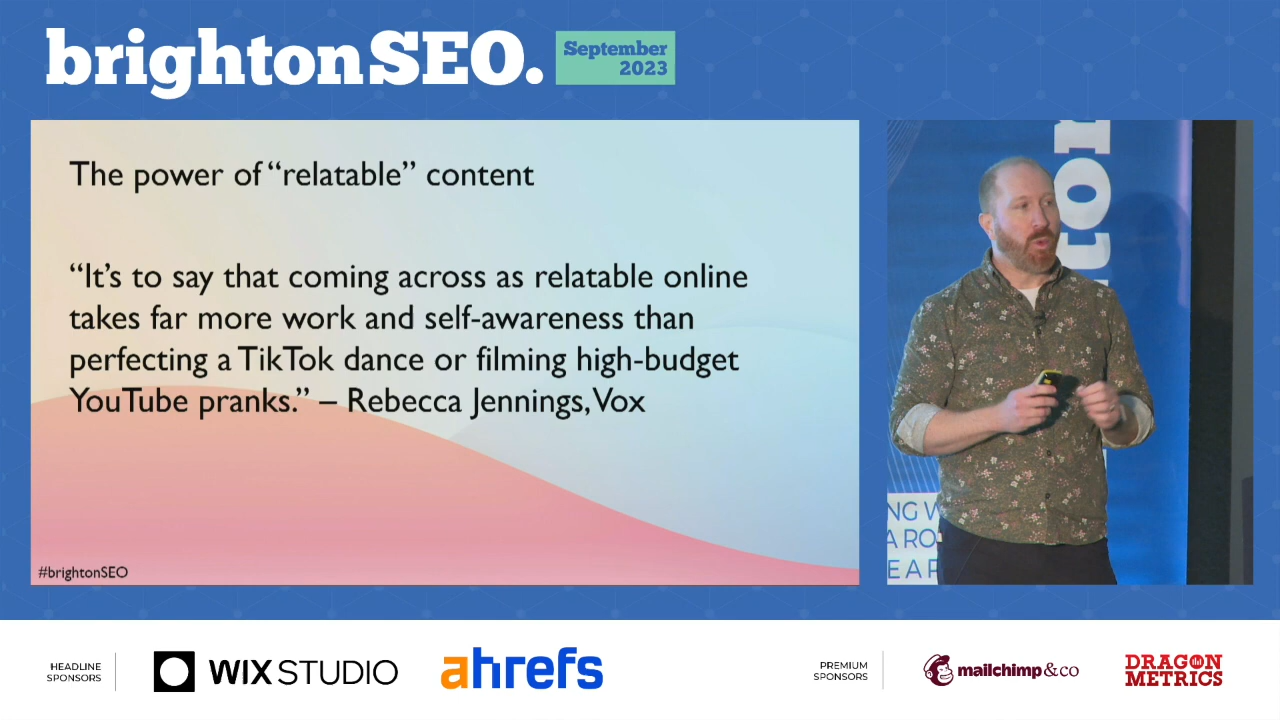 brightonSEO.
September
2023
The power of “relatable” content
“It’s to say that coming across as relatable online
takes far more work and self-awareness than
perfecting a TikTok dance or filming high-budget
YouTube pranks.” – Rebecca Jennings, Vox
#brightonSEO
NG W
A RO
E A P
HEADLINE
SPONSORS
WIX STUDIO
ahrefs
PREMIUM
SPONSORS
mailchimp&co
DRAGON
METRICS